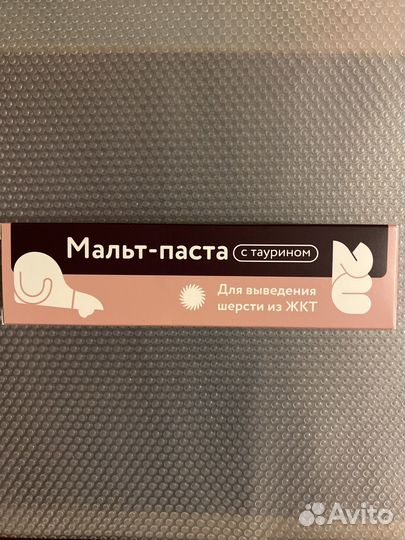 Мальт-паста с таурином
Для выведения
шерсти из ЖКТ
Avito